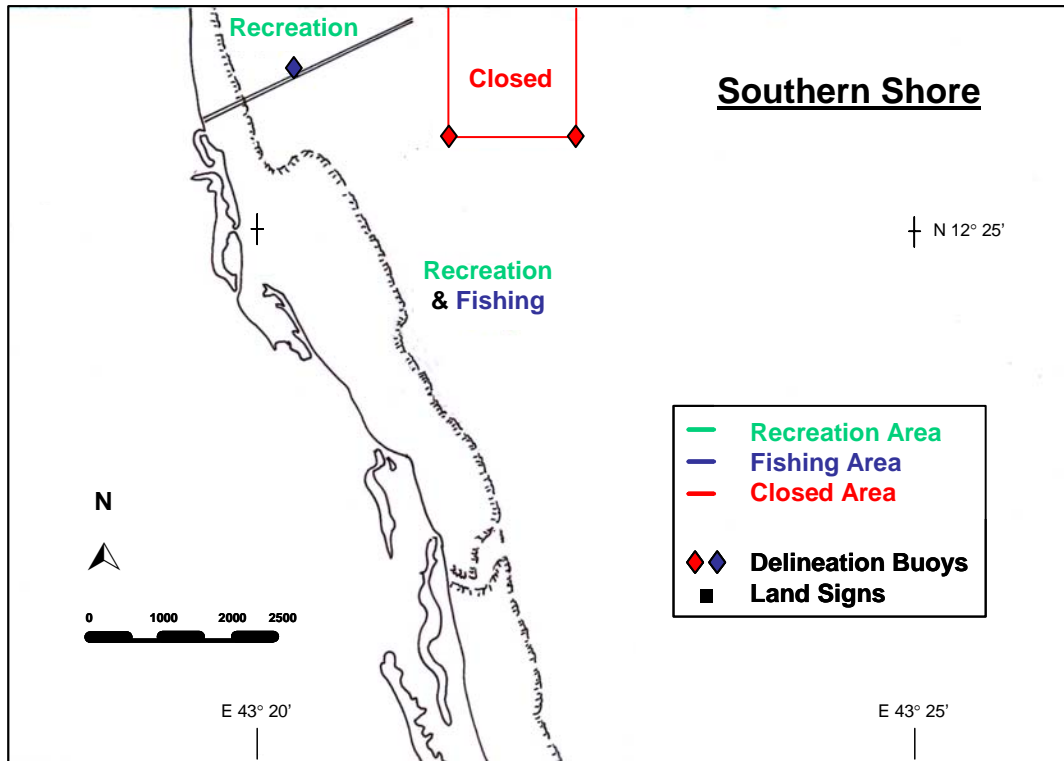 Recreation
Closed
Southern Shore
N 12° 25’
Recreation
& Fishing
Recreation Area
Fishing Area
Closed Area
Delineation Buoys
Land Signs
N
0 1000 2000 2500
E 43° 20’
E 43° 25’